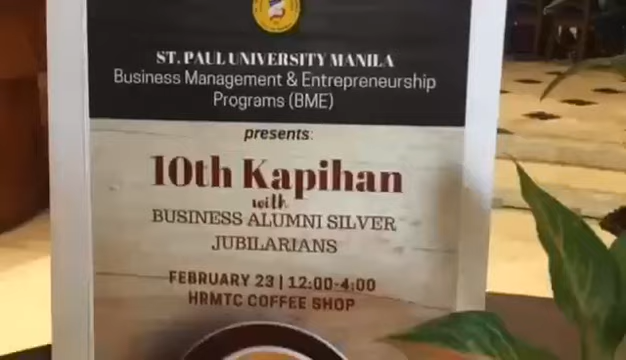 ST. PAUL UNIVERSITY MANILA
Business Management & Entrepreneurship
Programs (BME)
presents:
10th Kapihan
with
BUSINESS ALUMNI SILVER
JUBILARIANS
FEBRUARY 23 | 12:00-4:00
HRMTC COFFEE SHOP